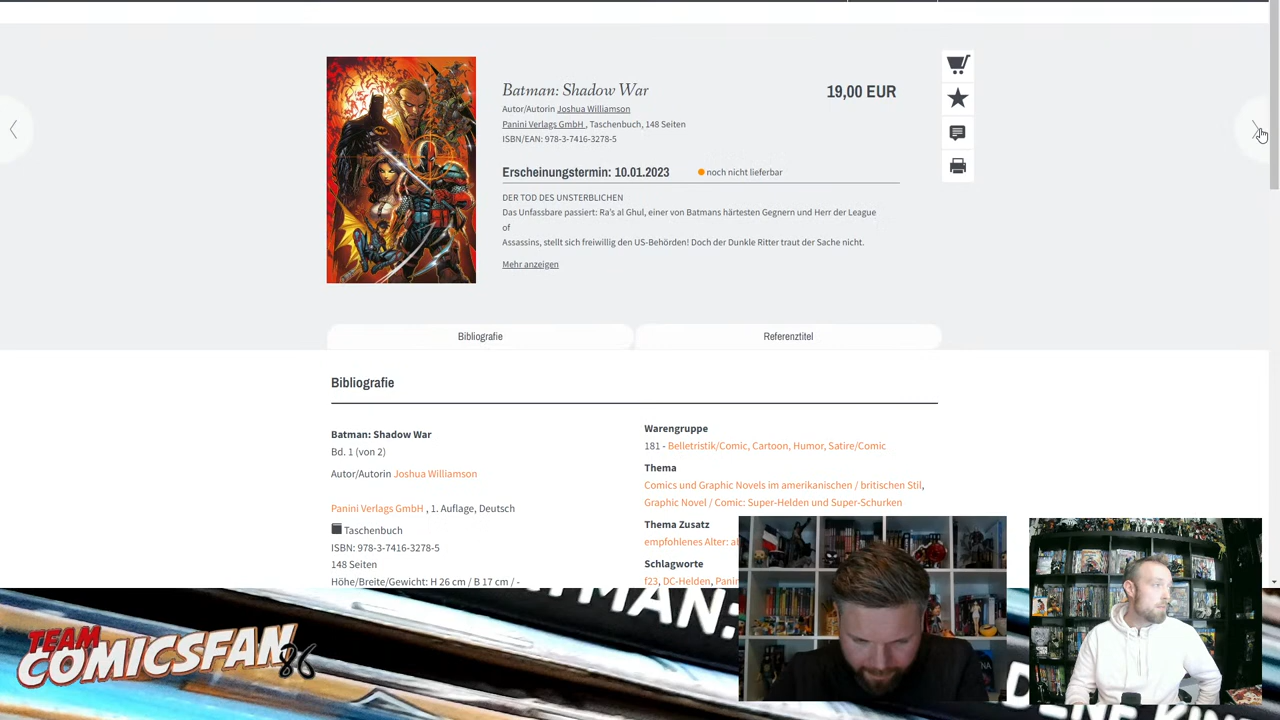 Batman: Shadow War
19,00 EUR
Autor/Autorin Joshua Williamson
Panini Verlags GmbH , Taschenbuch, 148 Seiten
ISBN/EAN: 978-3-7416-3278-5
Erscheinungstermin: 10.01.2023
noch nicht lieferbar
DER TOD DES UNSTERBLICHEN
Das Unfassbare passiert: Ra's al Ghul, einer von Batmans härtesten Gegnern und Herr der League
of
Assassins, stellt sich freiwillig den US-Behörden! Doch der Dunkle Ritter traut der Sache nicht.
Mehr anzeigen
Bibliografie
Referenztitel
Bibliografie
Batman: Shadow War
Bd. 1 (von 2)
Autor/Autorin Joshua Williamson
Panini Verlags GmbH , 1. Auflage, Deutsch
Taschenbuch
ISBN: 978-3-7416-3278-5
148 Seiten
Höhe/Breite/Gewicht: H 26 cm / B 17 cm / -
Warengruppe
181 - Belletristik/Comic, Cartoon, Humor, Satire/Comic
Thema
Comics und Graphic Novels im amerikanischen / britischen Stil,
Graphic Novel / Comic: Super-Helden und Super-Schurken
Thema Zusatz
empfohlenes Alter:
Schlagworte
f23, DC-Helden,
TEAM
COMICSFAN
86